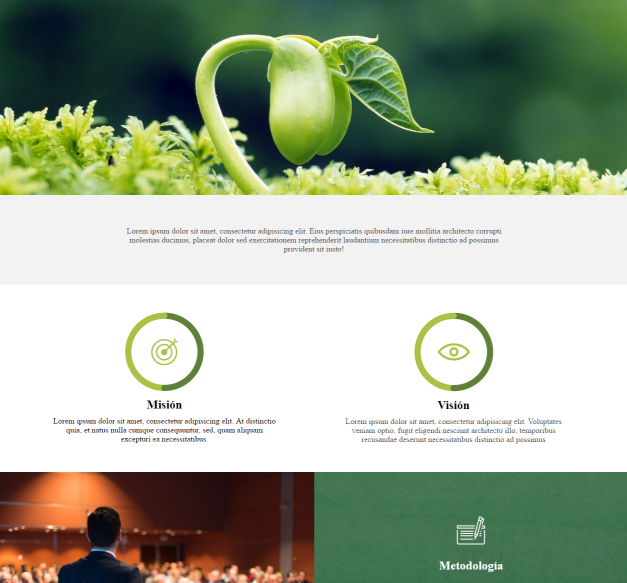 Lorem ipsum dolor sit amet, consectetur adipisicing elit. Eius perspiciatis quibusdam iure mollitia architecto corrupti
molestias ducimus, placeat dolor sed exercitationem reprehenderit laudantium necessitatibus distinctio ad possimus
provident sit iusto!
Misión
Lorem ipsum dolor sit amet, consectetur adipisicing elit. At distinctio
quia, et natus nulla cumque consequuntur, sed, quam aliquam
excepturi ea necessitatibus.
Visión
Lorem ipsum dolor sit amet, consectetur adipisicing elit. Voluptates
veniam optio, fugit eligendi nesciunt architecto illo, temporibus
recusandae deserunt necessitatibus distinctio ad possimus
Metodología